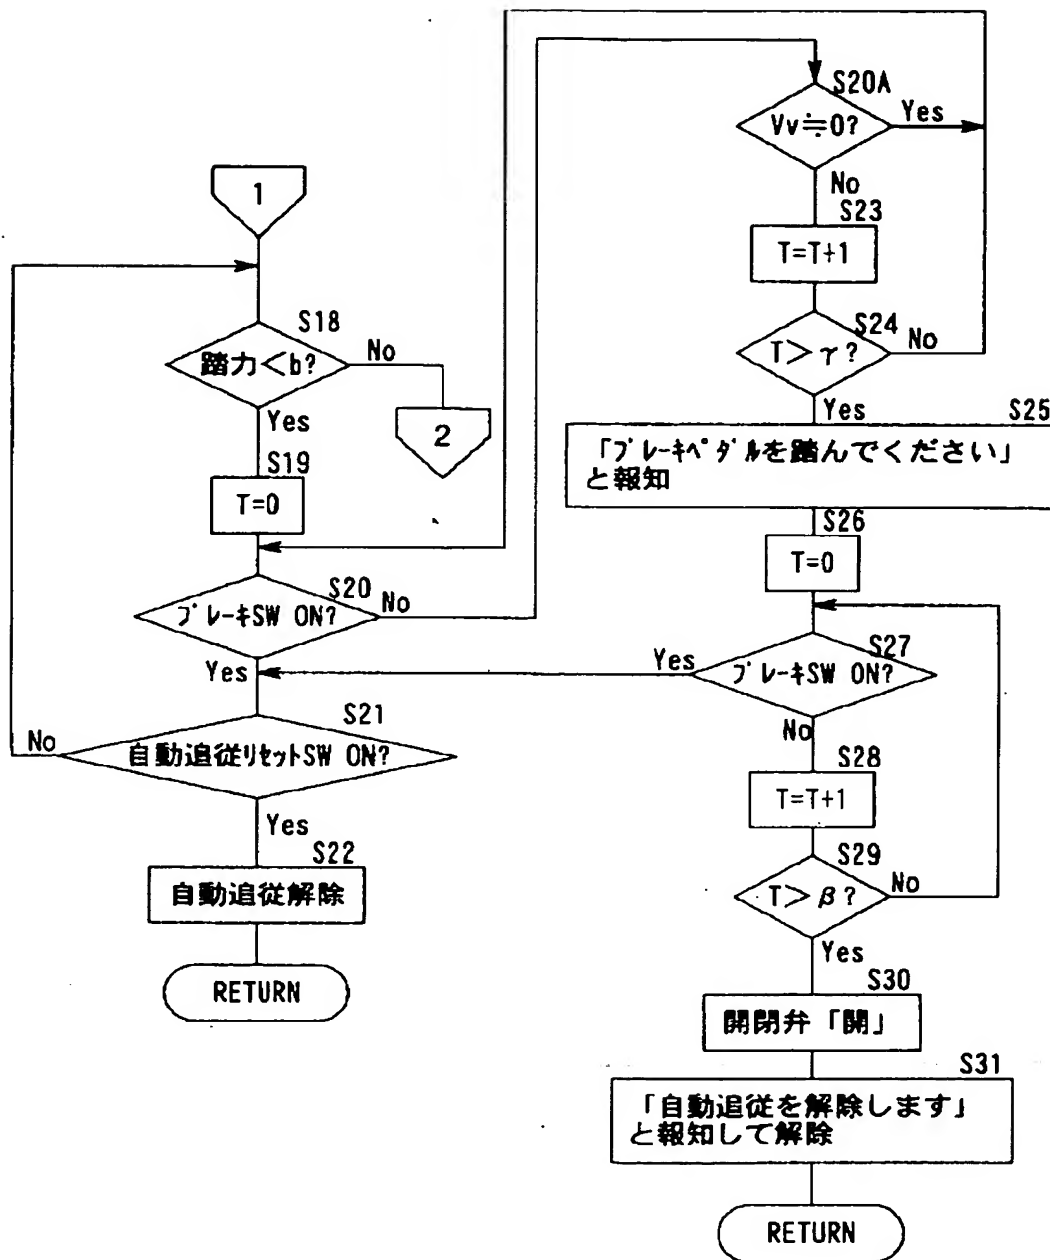 1
S18
踏力<b?
No
Yes
2
S19
T=0
S20
ブレーキSW ON?
No
Yes
S21
自動追従リセットSW ON?
No
Yes
S22
自動追従解除
RETURN
S20A
Vv≒0?
Yes
No
S23
T=T+1
S24
T>γ?
No
Yes
S25
「ブレーキペダルを踏んでください」
と報知
S26
T=0
S27
ブレーキSW ON?
Yes
No
S28
T=T+1
S29
T>β?
No
Yes
S30
開閉弁「開」
S31
「自動追従を解除します」
と報知して解除
RETURN